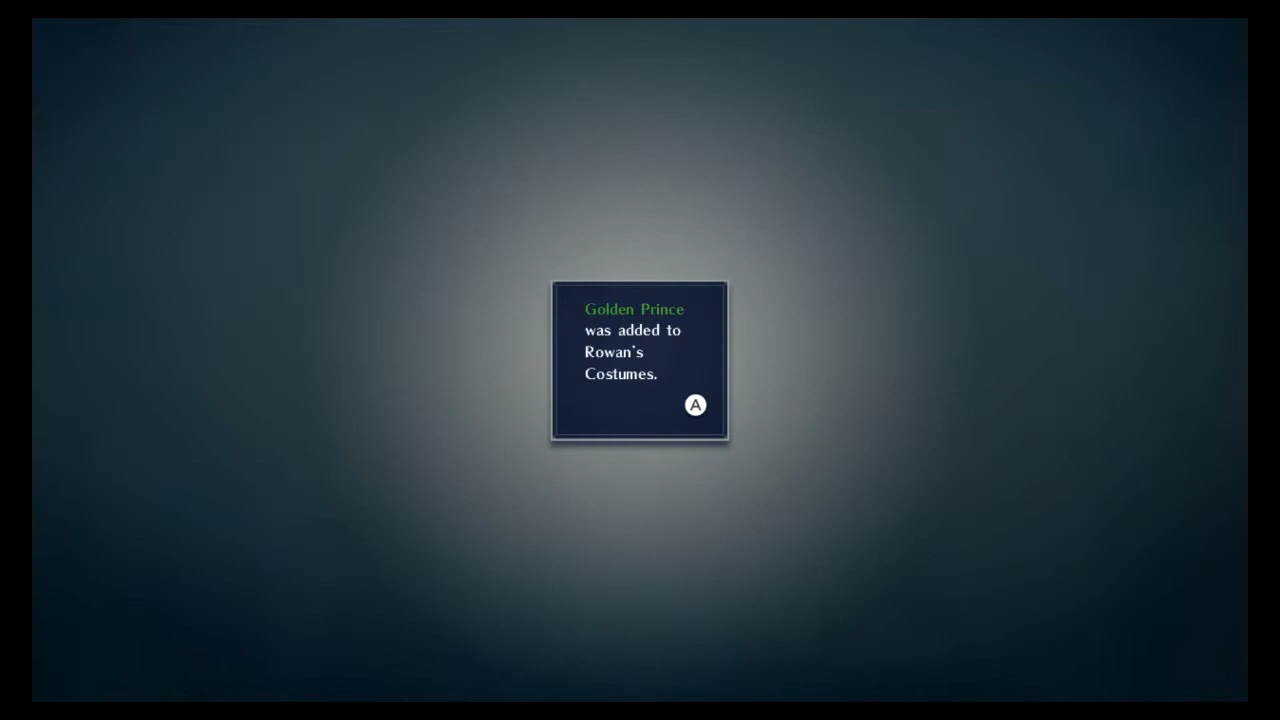 Golden Prince
was added to
Rowan's
Costumes.
A